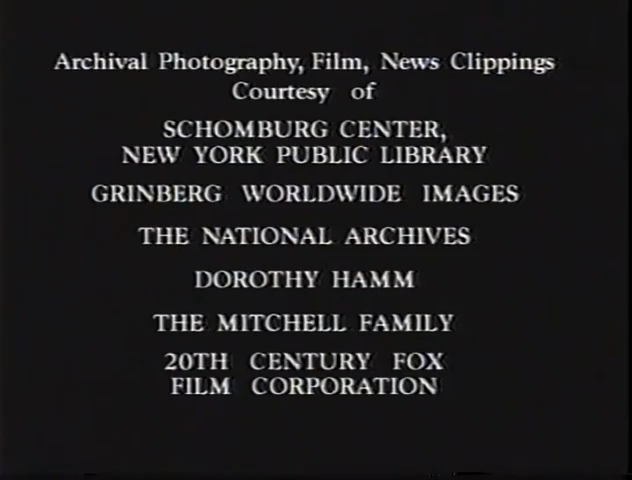 Archival Photography, Film, News Clippings
Courtesy of
SCHOMBURG CENTER,
NEW YORK PUBLIC LIBRARY
GRINBERG WORLDWIDE IMAGES
THE NATIONAL ARCHIVES
DOROTHY HAMM
THE MITCHELL FAMILY
20TH CENTURY FOX
FILM CORPORATION